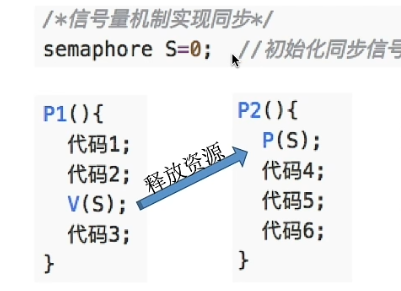 /*信号量机制实现同步*/
semaphore S=0; //初始化同步信号
P1(){
代码1;
代码2;
V(S);
代码3;
}
释放资源
P2(){
P(S);
代码4;
代码5;
代码6;
}